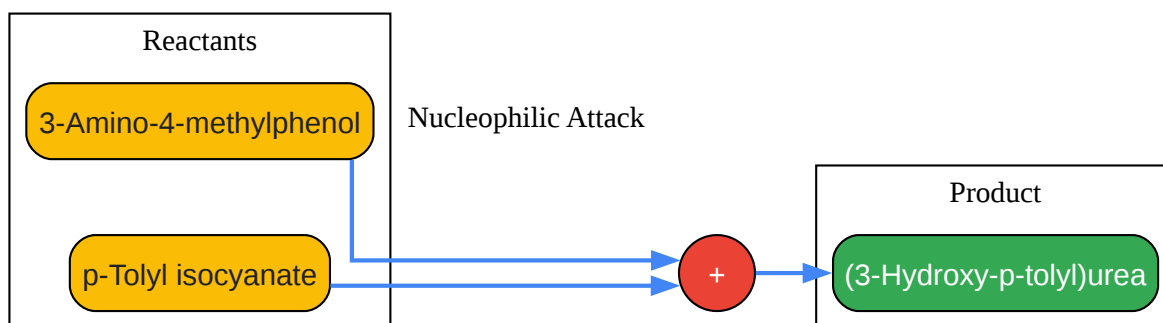 Reactants
3-Amino-4-methylphenol
Nucleophilic Attack
Product
p-Tolyl isocyanate
+
(3-Hydroxy-p-tolyl)urea